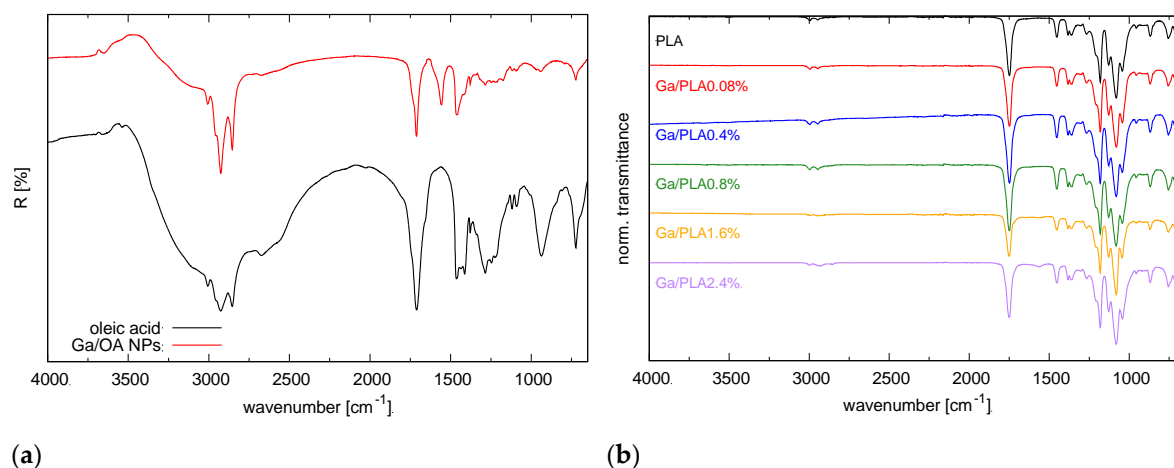 R [%]
oleic acid
Ga/OA NPs
4000 3500 3000 2500 2000 1500 1000
wavenumber [cm-1]
(a)
norm. transmittance
PLA
Ga/PLA0.08%
Ga/PLA0.4%
Ga/PLA0.8%
Ga/PLA1.6%
Ga/PLA2.4%
4000 3500 3000 2500 2000 1500 1000
wavenumber [cm-1]
(b)